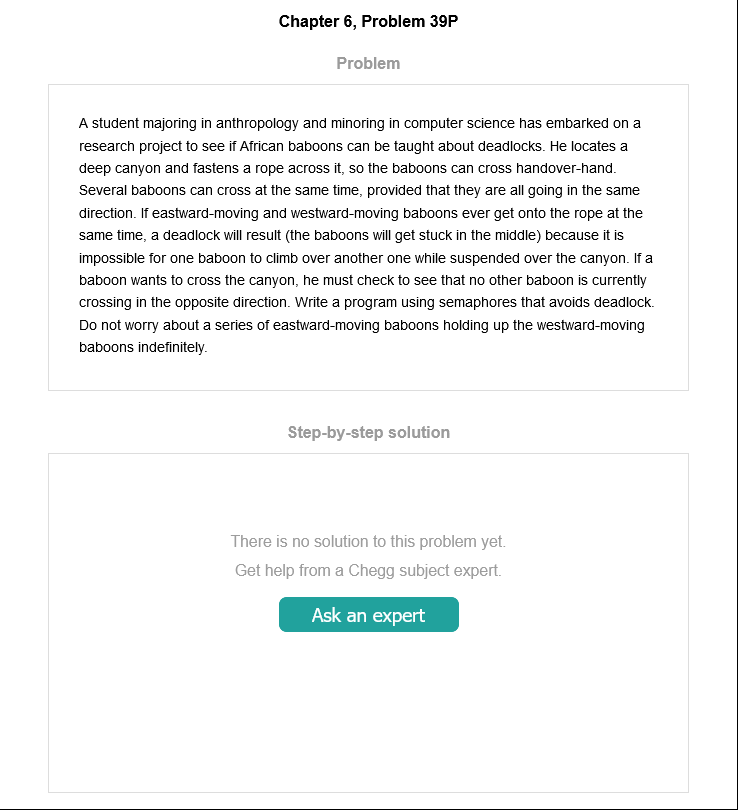 Chapter 6, Problem 39P
Problem
A student majoring in anthropology and minoring in computer science has embarked on a
research project to see if African baboons can be taught about deadlocks. He locates a
deep canyon and fastens a rope across it, so the baboons can cross handover-hand.
Several baboons can cross at the same time, provided that they are all going in the same
direction. If eastward-moving and westward-moving baboons ever get onto the rope at the
same time, a deadlock will result (the baboons will get stuck in the middle) because it is
impossible for one baboon to climb over another one while suspended over the canyon. If a
baboon wants to cross the canyon, he must check to see that no other baboon is currently
crossing in the opposite direction. Write a program using semaphores that avoids deadlock.
Do not worry about a series of eastward-moving baboons holding up the westward-moving
baboons indefinitely.
Step-by-step solution
There is no solution to this problem yet.
Get help from a Chegg subject expert.
Ask an expert